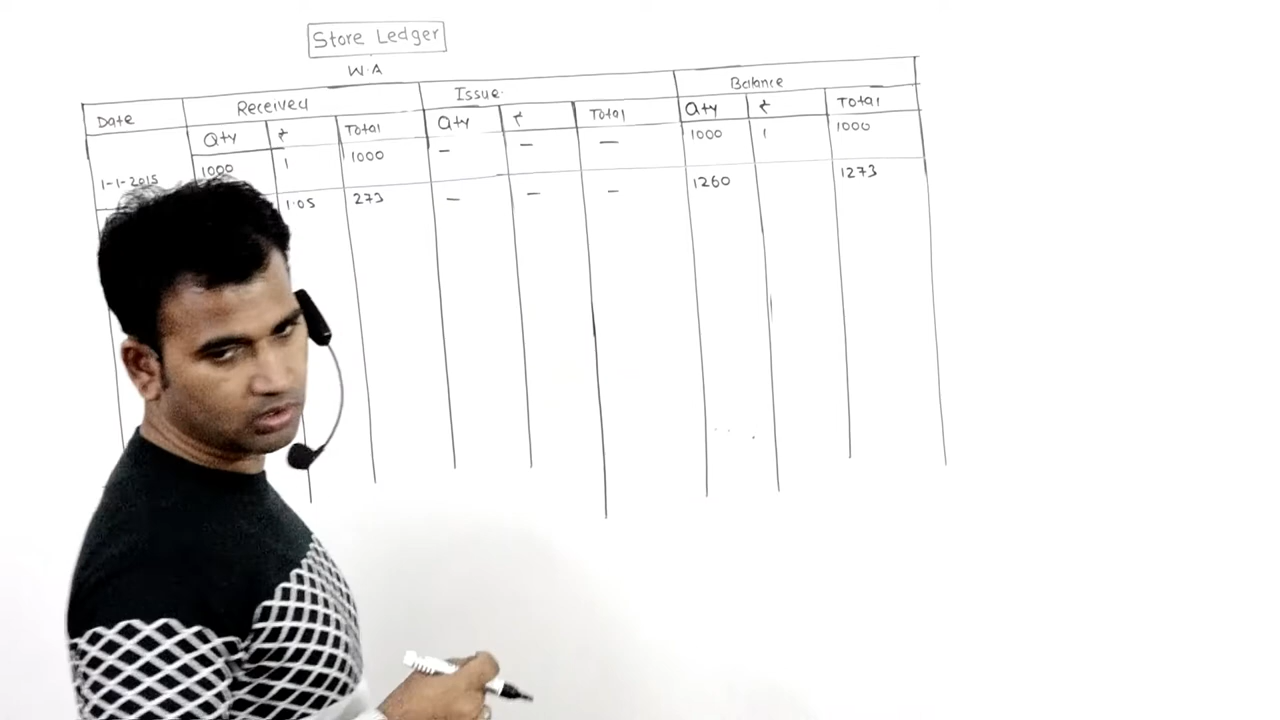 Store Ledger
W.A
Date Received Issue Balance
Qty ₹ Total Qty ₹ Total Qty ₹ Total
1-1-2015 1000 1 1000 - - - 1000 1 1000
1.05 273 - - - 1260 1273